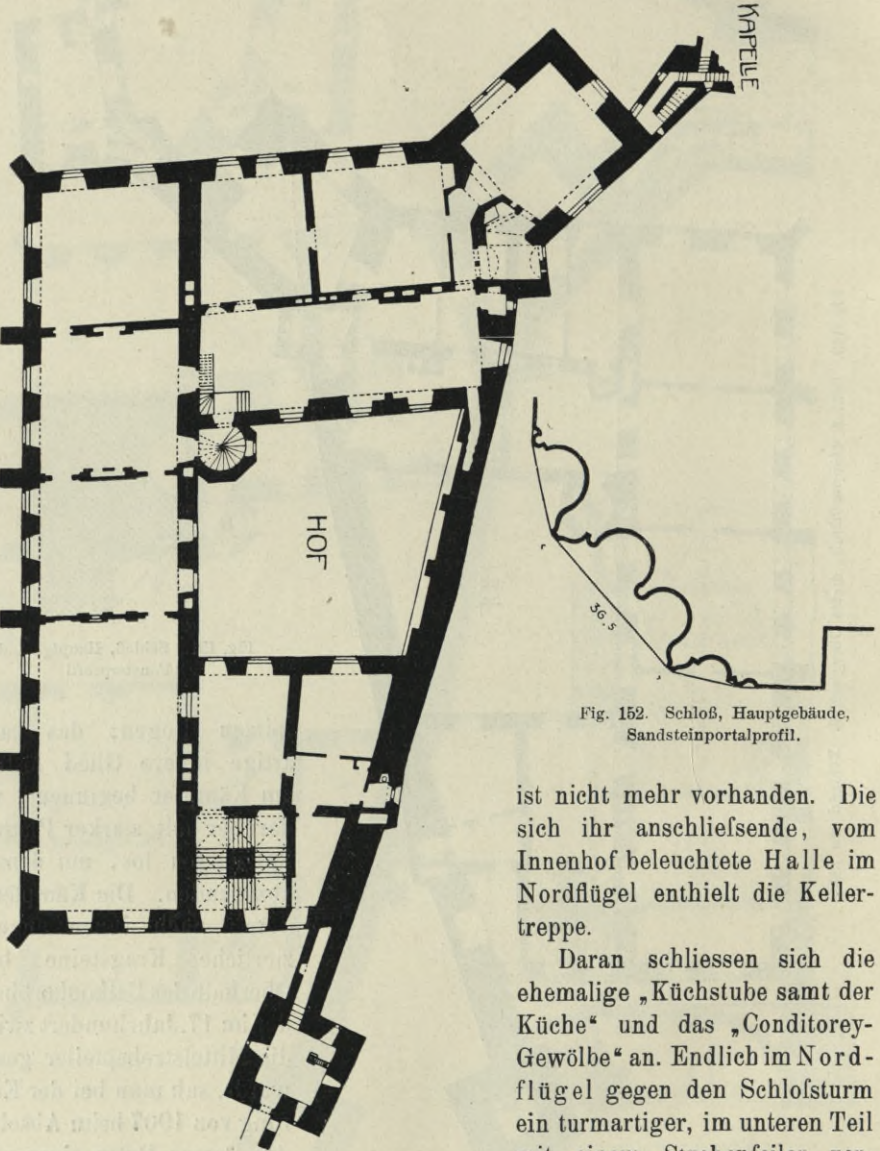 KAPELLE
HOF
36.5
Fig. 152. Schloß, Hauptgebäude,
Sandsteinportalprofil.
ist nicht mehr vorhanden. Die
sich ihr anschlieſsende, vom
Innenhof beleuchtete Halle im
Nordflügel enthielt die Keller-
treppe.
Daran schliessen sich die
ehemalige „Küchstube samt der
Küche“ und das „Conditorey-
Gewölbe“ an. Endlich im Nord-
flügel gegen den Schloſsturm
ein turmartiger, im unteren Teil